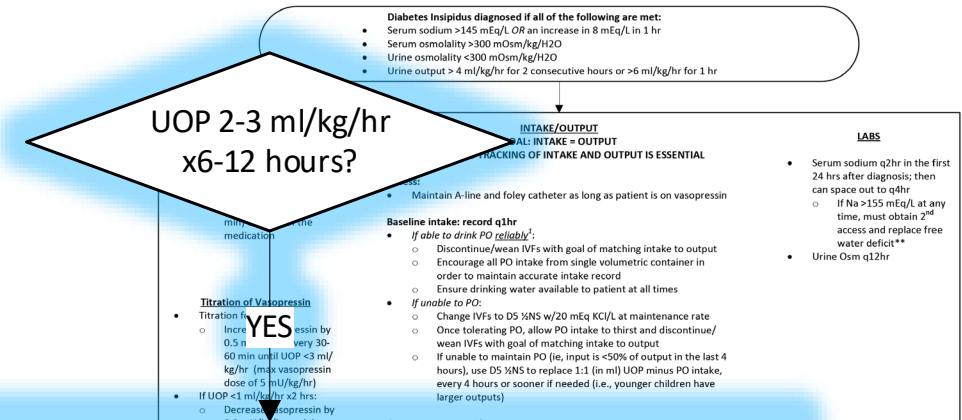 Diabetes Insipidus diagnosed if all of the following are met:
• Serum sodium >145 mEq/L OR an increase in 8 mEq/L in 1 hr
• Serum osmolality >300 mOsm/kg/H2O
• Urine osmolality <300 mOsm/kg/H2O
• Urine output > 4 ml/kg/hr for 2 consecutive hours or >6 ml/kg/hr for 1 hr
UOP 2-3 ml/kg/hr
x6-12 hours?
YES
medication
Titration of Vasopressin
• Titration
○ by
0.5 30-
60 min until UOP <3 ml/
kg/hr (max vasopressin
dose of 5 mU/kg/hr)
• If UOP <1 ml/kg/hr x2 hrs:
○ Decrease vasopressin by
INTAKE/OUTPUT
GOAL: INTAKE = OUTPUT
TRACKING OF INTAKE AND OUTPUT IS ESSENTIAL
• Maintain A-line and foley catheter as long as patient is on vasopressin
Baseline intake: record q1hr
• If able to drink PO reliably¹:
○ Discontinue/wean IVFs with goal of matching intake to output
○ Encourage all PO intake from single volumetric container in
order to maintain accurate intake record
○ Ensure drinking water available to patient at all times
• If unable to PO:
○ Change IVFs to D5 ½NS w/20 mEq KCl/L at maintenance rate
○ Once tolerating PO, allow PO intake to thirst and discontinue/
wean IVFs with goal of matching intake to output
○ If unable to maintain PO (ie, input is <50% of output in the last 4
hours), use D5 ½NS to replace 1:1 (in ml) UOP minus PO intake,
every 4 hours or sooner if needed (i.e., younger children have
larger outputs)
LABS
• Serum sodium q2hr in the first
24 hrs after diagnosis; then
can space out to q4hr
○ If Na >155 mEq/L at any
time, must obtain 2nd
access and replace free
water deficit**
• Urine Osm q12hr